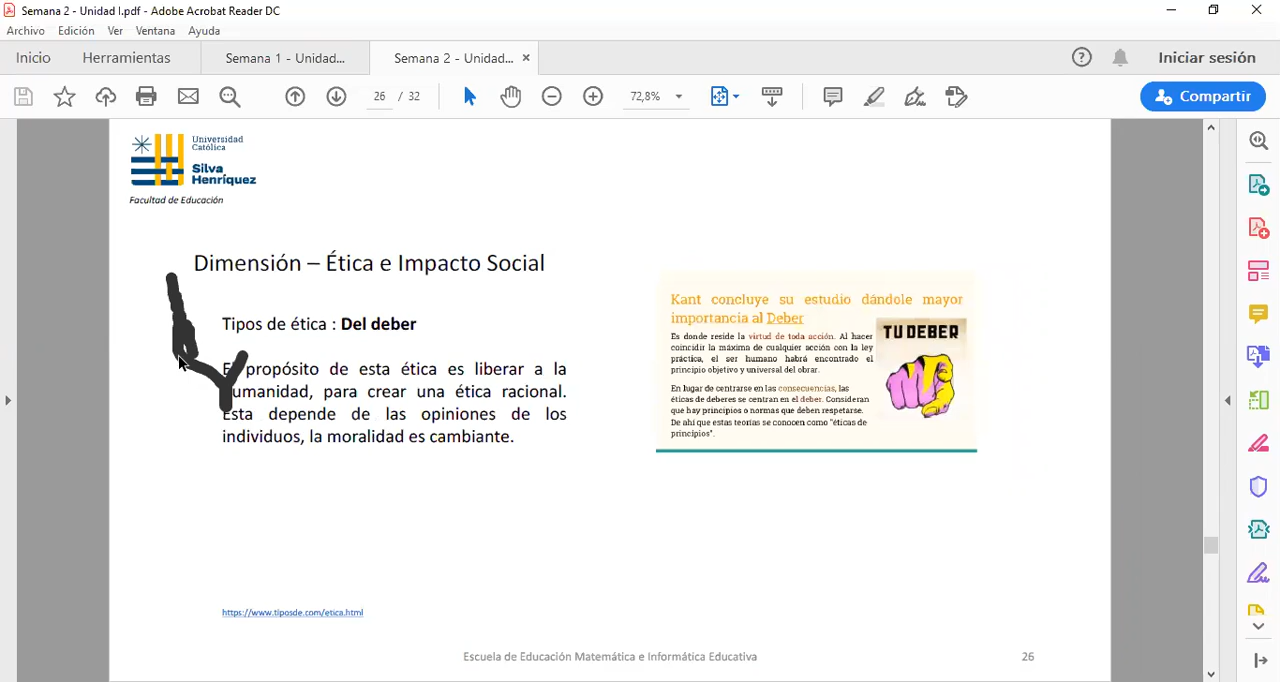 Semana 2 - Unidad I.pdf - Adobe Acrobat Reader DC
Archivo Edición Ver Ventana Ayuda
Inicio Herramientas Semana 1 - Unidad... Semana 2 - Unidad... Iniciar sesión
26 / 32 72,8% Compartir
Universidad
Católica
Silva
Henríquez
Facultad de Educación
Dimensión – Ética e Impacto Social
Tipos de ética : Del deber
El propósito de esta ética es liberar a la
humanidad, para crear una ética racional.
Esta depende de las opiniones de los
individuos, la moralidad es cambiante.
Kant concluye su estudio dándole mayor
importancia al Deber
Es donde reside la virtud de toda acción. Al hacer
coincidir la máxima de cualquier acción con la ley
práctica, el ser humano habrá encontrado el
principio objetivo y universal del obrar.
En lugar de centrarse en las consecuencias, las
éticas de deberes se centran en el deber. Consideran
que hay principios o normas que deben respetarse.
De ahí que estas teorías se conocen como "éticas de
principios".
TU DEBER
https://www.tiposde.com/etica.html
Escuela de Educación Matemática e Informática Educativa
26